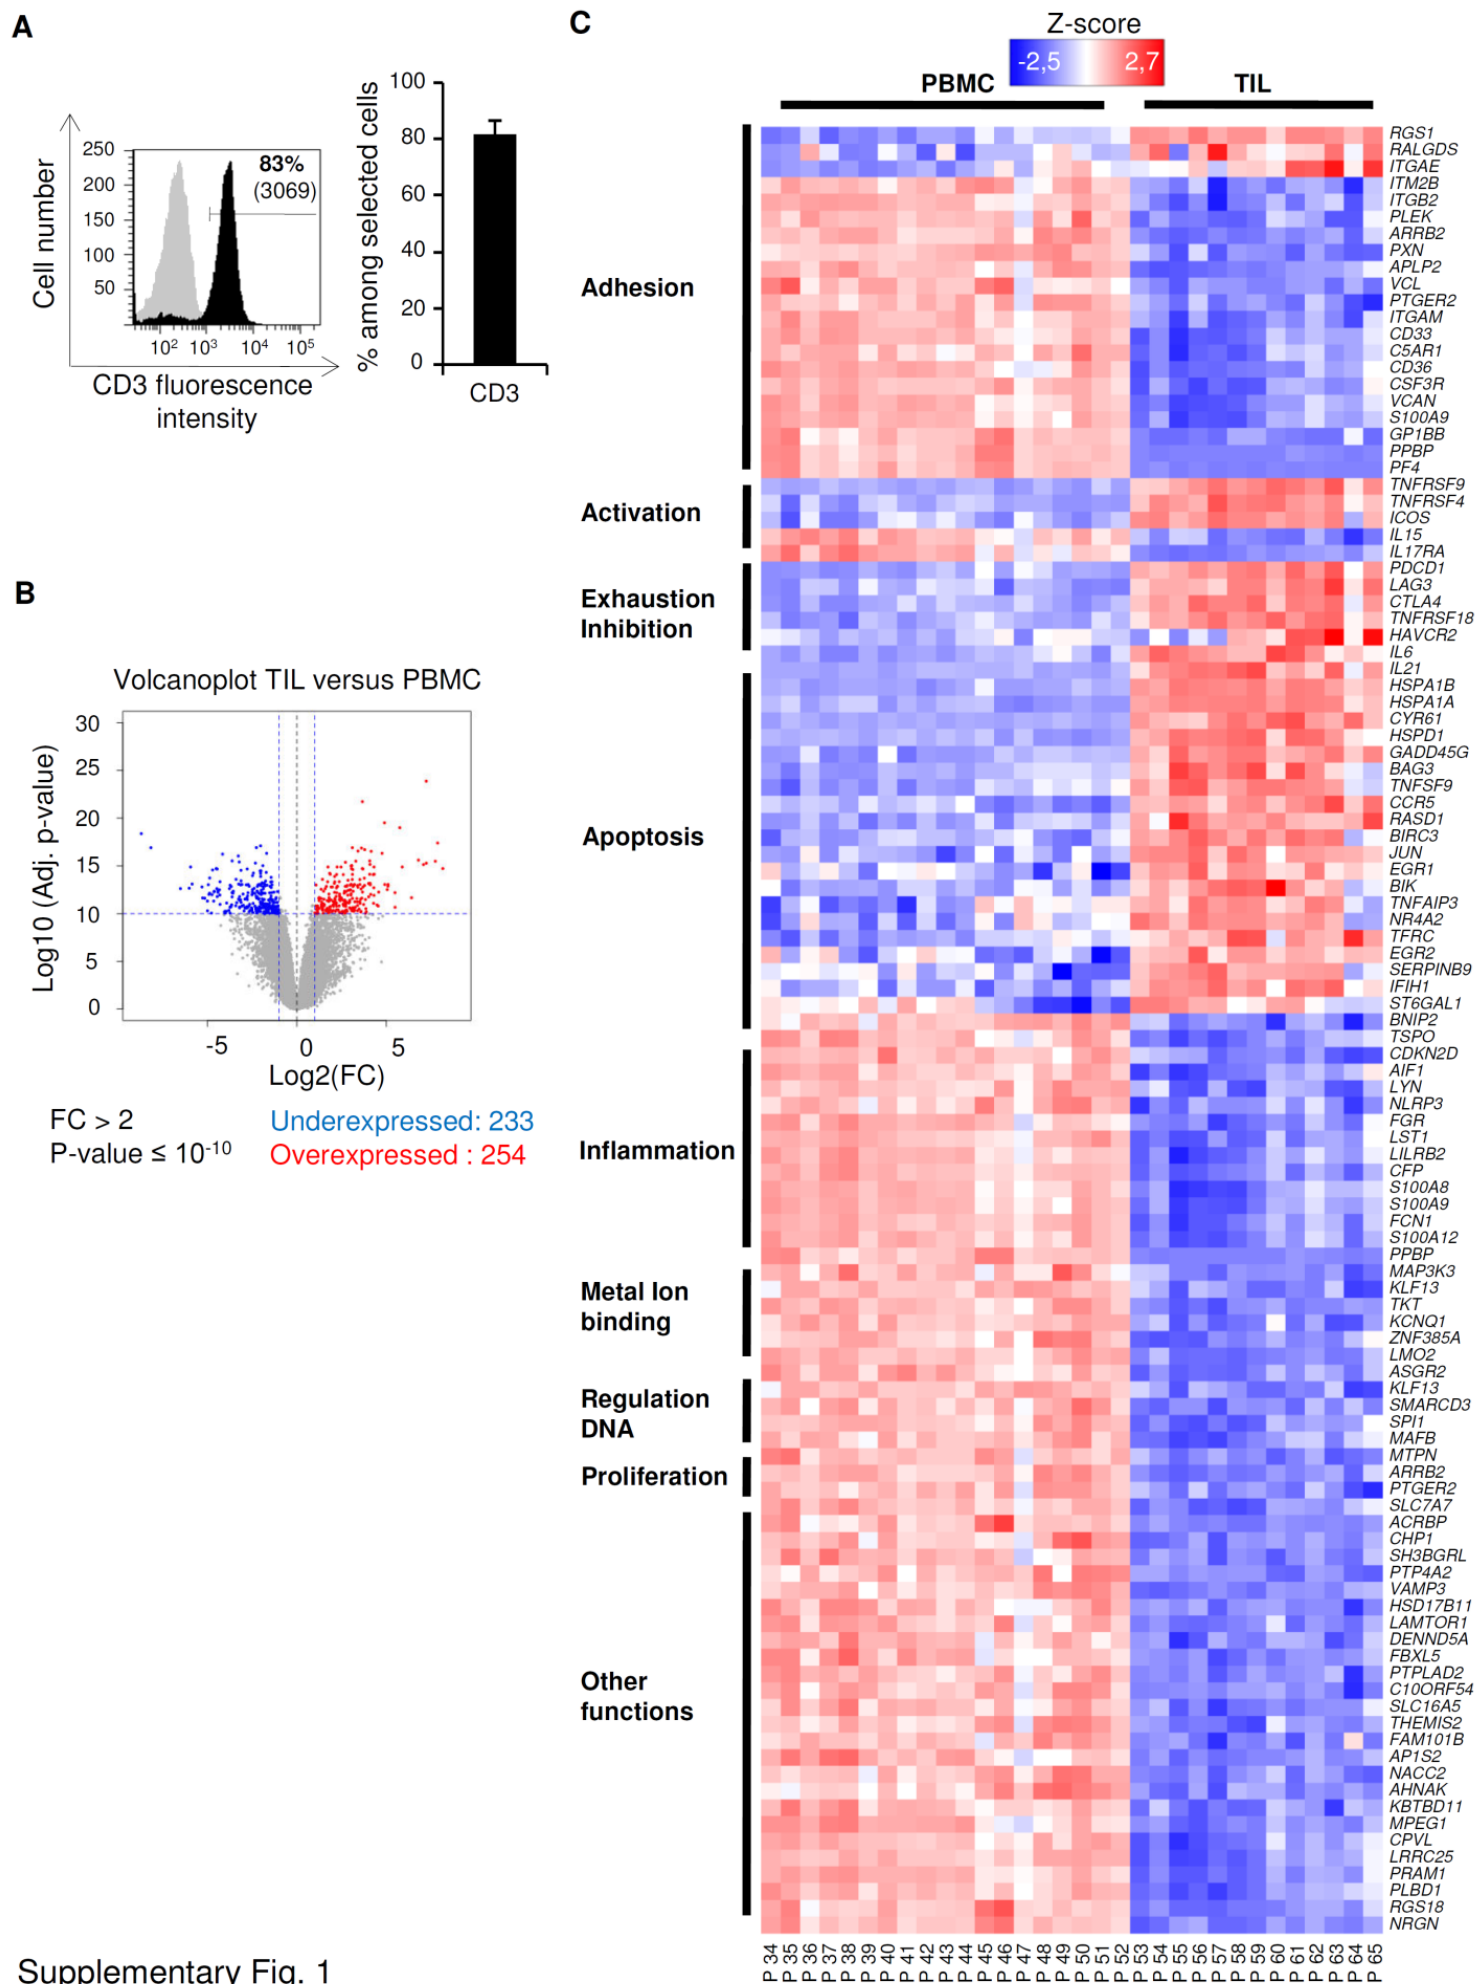 A
250
200
150
100
50
Cell number
83%
(3069)
10² 10³ 10⁴ 10⁵
CD3 fluorescence
intensity
% among selected cells
100
80
60
40
20
0
CD3
B
Volcanoplot TIL versus PBMC
Log10 (Adj. p-value)
30
25
20
15
10
5
0
-5 0 5
Log2(FC)
FC > 2
P-value ≤ 10⁻¹⁰
Underexpressed: 233
Overexpressed : 254
C
Z-score
-2,5 2,7
PBMC TIL
Adhesion
Activation
Exhaustion
Inhibition
Apoptosis
Inflammation
Metal Ion
binding
Regulation
DNA
Proliferation
Other
functions
RGS1
RALGDS
ITGAE
ITM2B
ITGB2
PLEK
ARRB2
PXN
APLP2
VCL
PTGER2
ITGAM
CD33
C5AR1
CD36
CSF3R
VCAN
S100A9
GP1BB
PPBP
PF4
TNFRSF9
TNFRSF4
ICOS
IL15
IL17RA
PDCD1
LAG3
CTLA4
TNFRSF18
HAVCR2
IL6
IL21
HSPA1B
HSPA1A
CYR61
HSPD1
GADD45G
BAG3
TNFSF9
CCR5
RASD1
BIRC3
JUN
EGR1
BIK
TNFAIP3
NR4A2
TFRC
EGR2
SERPINB9
IFIH1
ST6GAL1
BNIP2
TSPO
CDKN2D
AIF1
LYN
NLRP3
FGR
LST1
LILRB2
CFP
S100A8
S100A9
FCN1
S100A12
PPBP
MAP3K3
KLF13
TKT
KCNQ1
ZNF385A
LMO2
ASGR2
KLF13
SMARCD3
SPI1
MAFB
MTPN
ARRB2
PTGER2
SLC7A7
ACRBP
CHP1
SH3BGRL
PTP4A2
VAMP3
HSD17B11
LAMTOR1
DENND5A
FBXL5
PTPLAD2
C10ORF54
SLC16A5
THEMIS2
FAM101B
AP1S2
NACC2
AHNAK
KBTBD11
MPEG1
CPVL
LRRC25
PRAM1
PLBD1
RGS18
NRGN
P 34
P 35
P 36
P 37
P 38
P 39
P 40
P 41
P 42
P 43
P 44
P 45
P 46
P 47
P 48
P 49
P 50
P 51
P 52
P 53
P 54
P 55
P 56
P 57
P 58
P 59
P 60
P 61
P 62
P 63
P 64
P 65
Supplementary Fig. 1